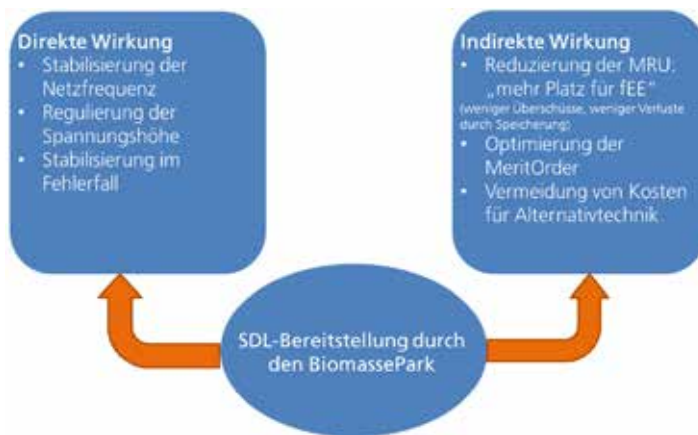 Direkte Wirkung
• Stabilisierung der
Netzfrequenz
• Regulierung der
Spannungshöhe
• Stabilisierung im
Fehlerfall
Indirekte Wirkung
• Reduzierung der MRU:
„mehr Platz für fEE“
(weniger Überschüsse, weniger Verluste
durch Speicherung)
• Optimierung der
MeritOrder
• Vermeidung von Kosten
für Alternativtechnik
SDL-Bereitstellung durch
den BiomassePark